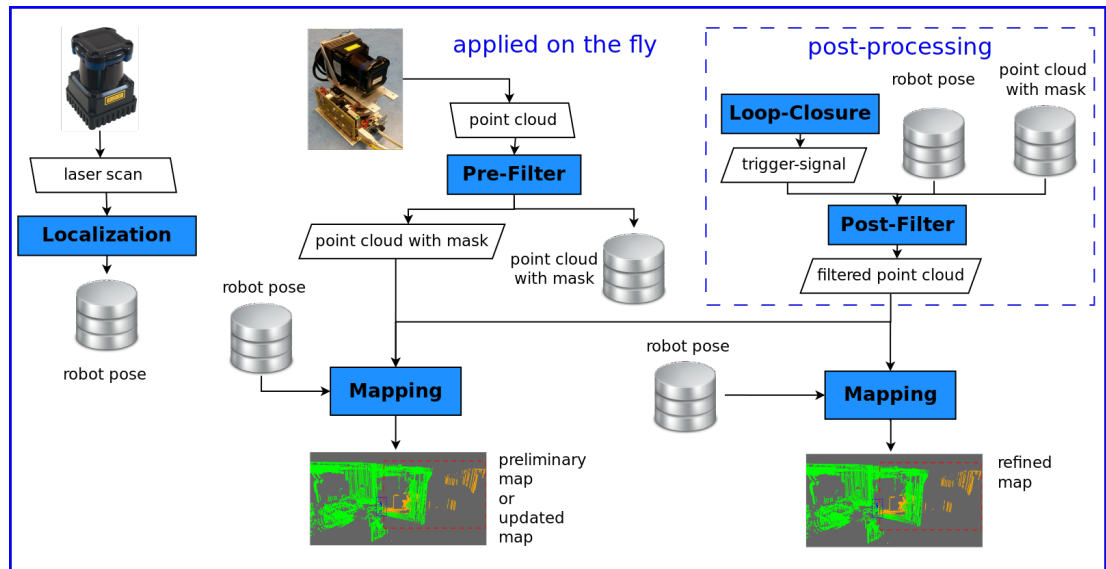 applied on the fly
post-processing
robot pose
point cloud
with mask
Loop-Closure
point cloud
trigger-signal
laser scan
Pre-Filter
Localization
point cloud with mask
Post-Filter
point cloud
with mask
filtered point cloud
robot pose
robot pose
robot pose
Mapping
Mapping
preliminary
map
or
updated
map
refined
map